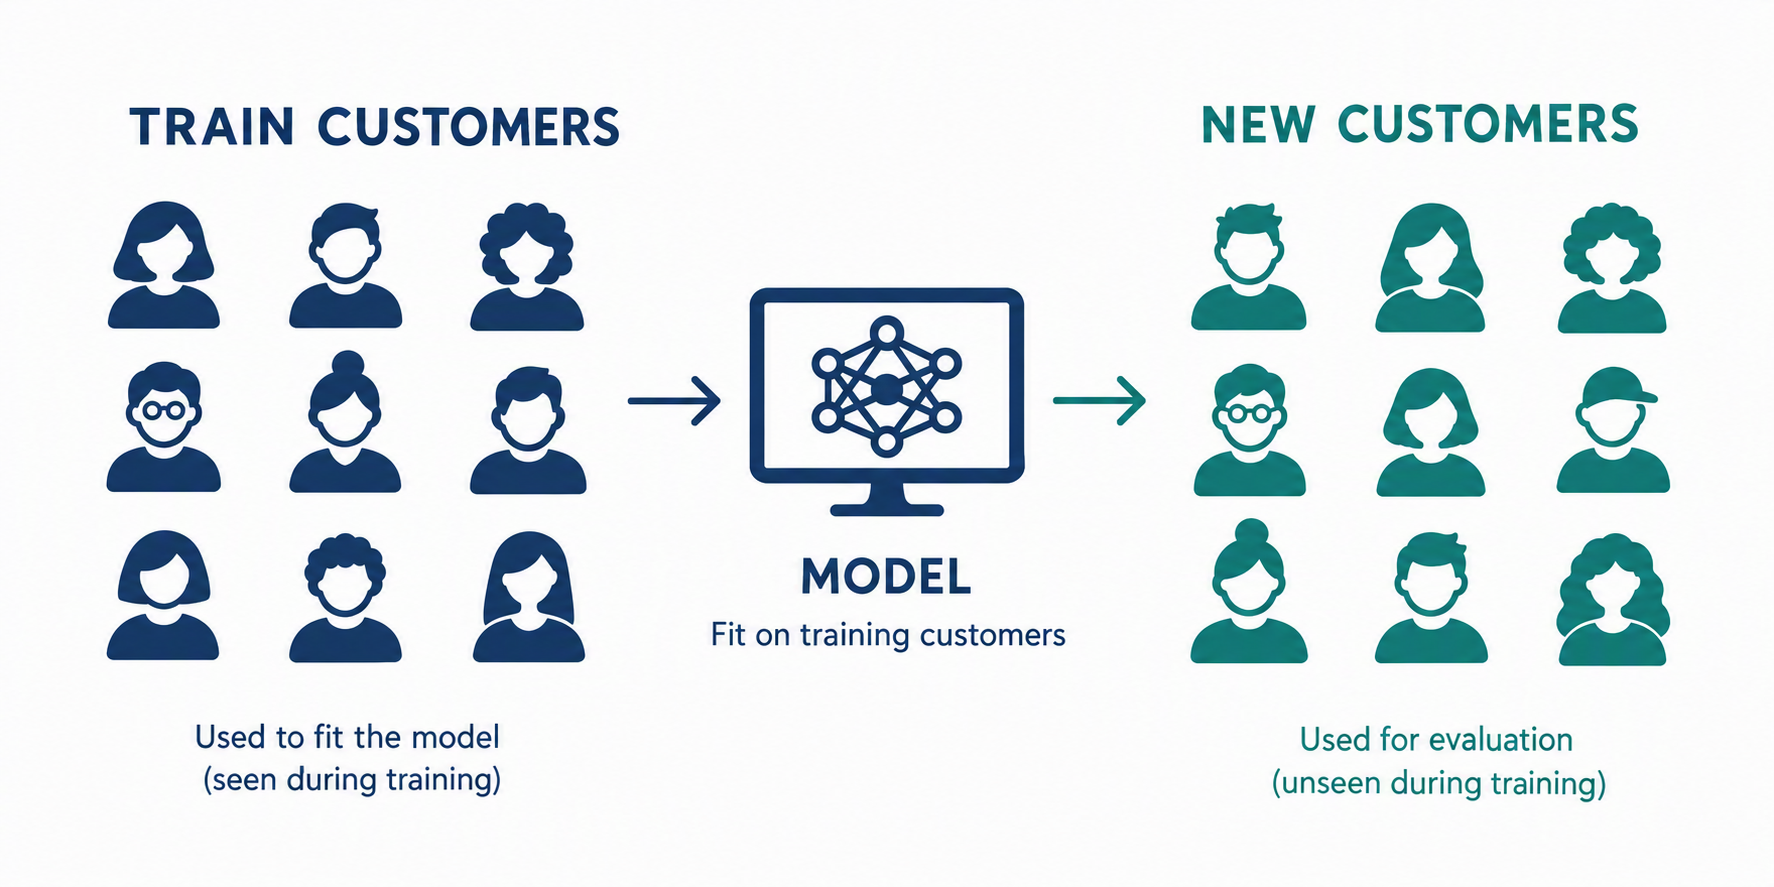 TRAIN CUSTOMERS
NEW CUSTOMERS
MODEL
Fit on training customers
Used to fit the model
(seen during training)
Used for evaluation
(unseen during training)